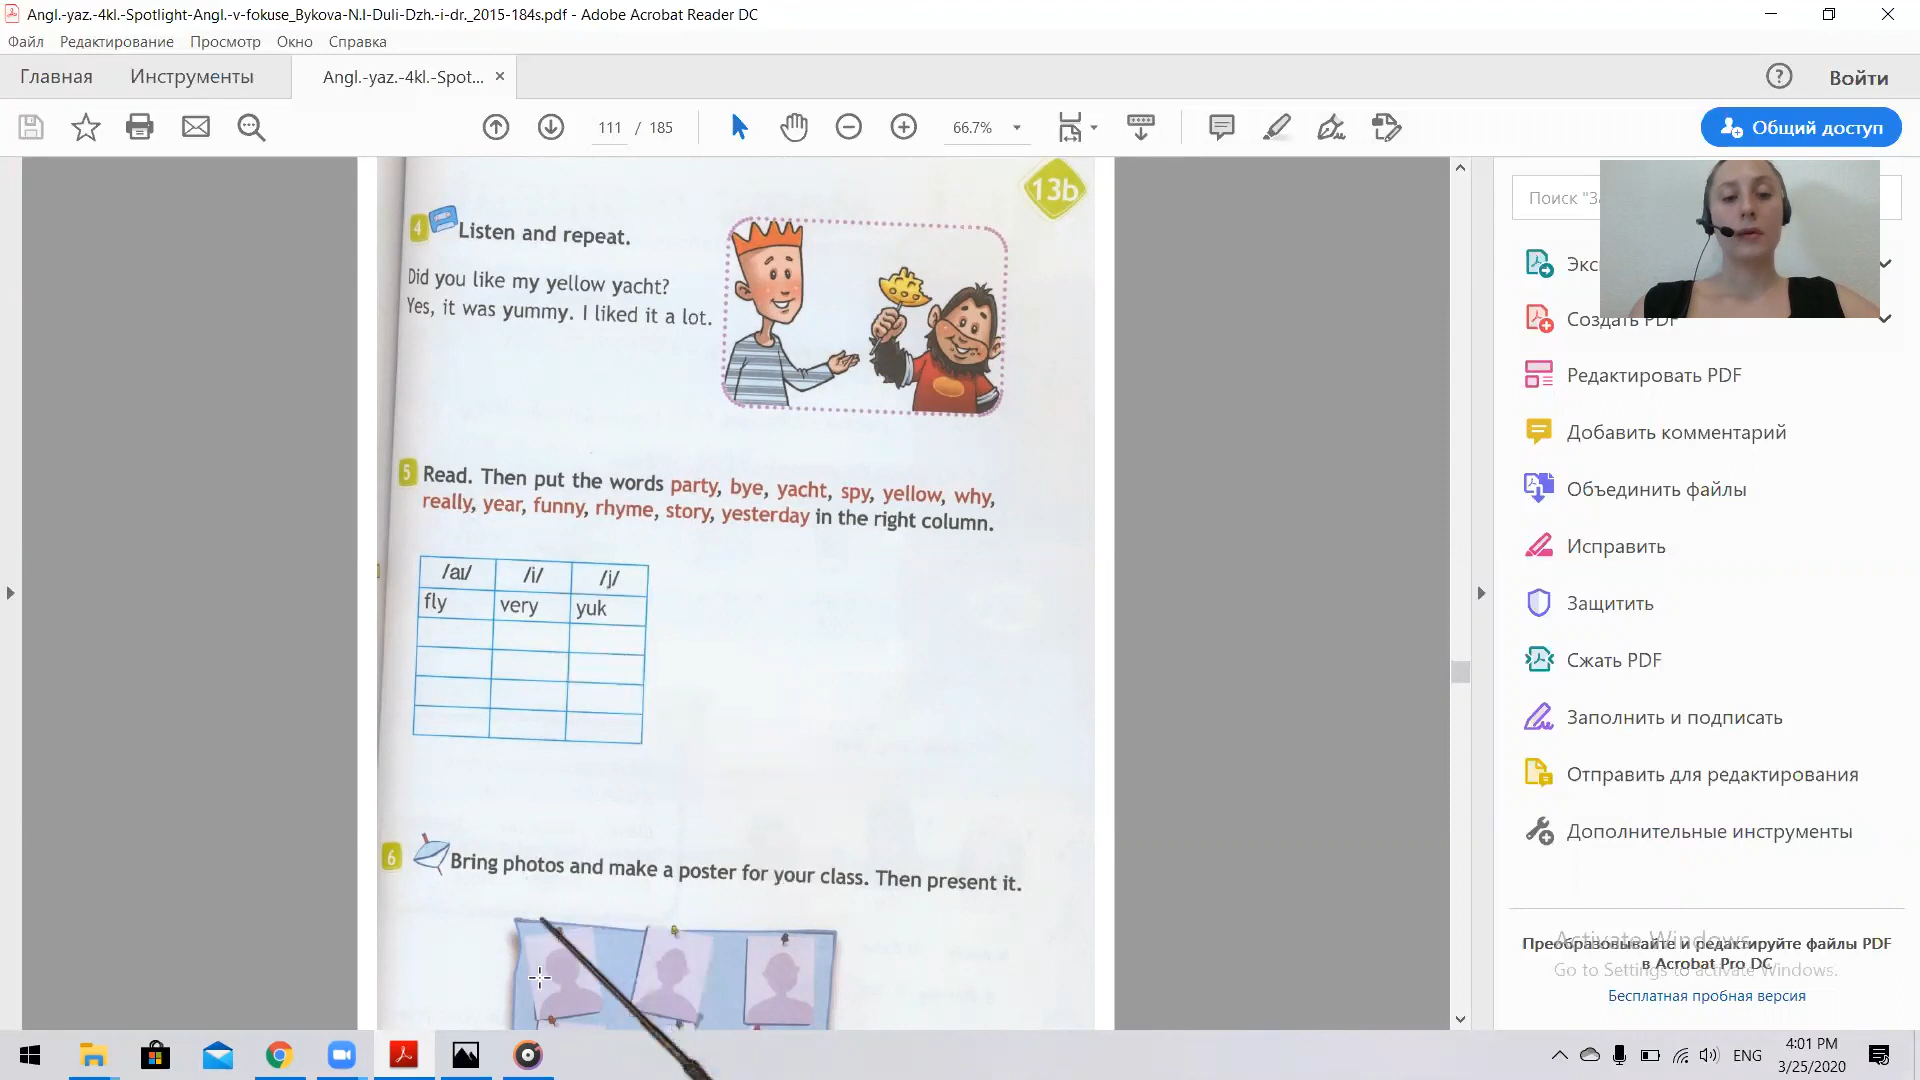 Angl.-yaz.-4kl.-Spotlight-Angl.-v-fokuse_Bykova-N.I-Duli-Dzh.-i-dr._2015-184s.pdf - Adobe Acrobat Reader DC
Файл Редактирование Просмотр Окно Справка
Главная Инструменты Angl.-yaz.-4kl.-Spot... Войти
111 / 185 66.7% Общий доступ
13b
4 Listen and repeat.
Did you like my yellow yacht?
Yes, it was yummy. I liked it a lot.
5 Read. Then put the words party, bye, yacht, spy, yellow, why,
really, year, funny, rhyme, story, yesterday in the right column.
/aɪ/ /i/ /j/
fly very yuk
6 Bring photos and make a poster for your class. Then present it.
Создать PDF
Редактировать PDF
Добавить комментарий
Объединить файлы
Исправить
Защитить
Сжать PDF
Заполнить и подписать
Отправить для редактирования
Дополнительные инструменты
Преобразовывайте и редактируйте файлы PDF
в Acrobat Pro DC
Бесплатная пробная версия
Activate Windows
Go to Settings to activate Windows.
ENG
4:01 PM
3/25/2020